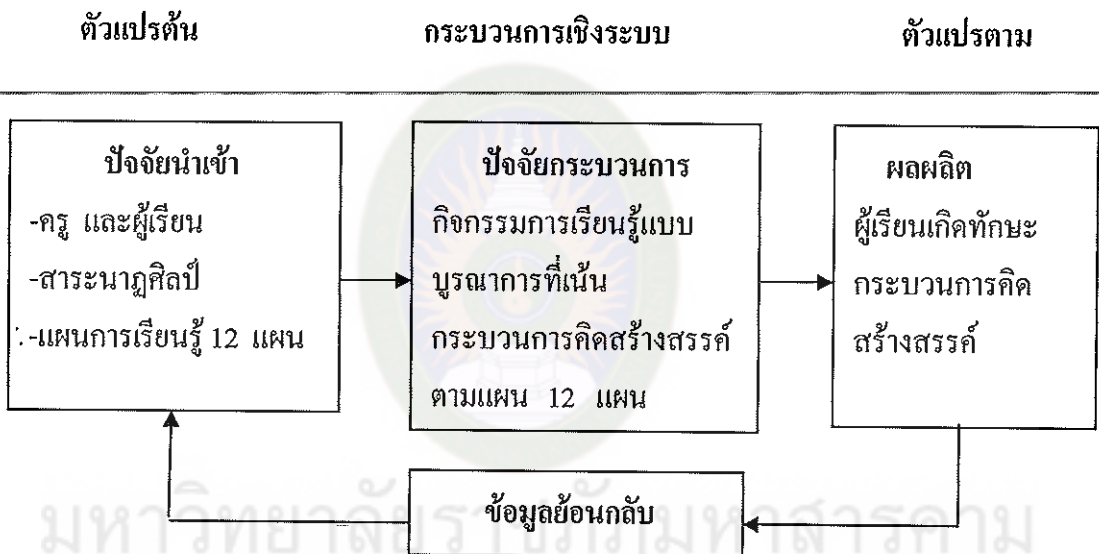 ตัวแปรต้น กระบวนการเชิงระบบ ตัวแปรตาม
ปัจจัยนำเข้า
-ครู และผู้เรียน
-สาระนาฏศิลป์
-แผนการเรียนรู้ 12 แผน
ปัจจัยกระบวนการ
กิจกรรมการเรียนรู้แบบ
บูรณาการที่เน้น
กระบวนการคิดสร้างสรรค์
ตามแผน 12 แผน
ผลผลิต
ผู้เรียนเกิดทักษะ
กระบวนการคิด
สร้างสรรค์
ข้อมูลย้อนกลับ
มหาวิทยาลัยราชภัฏมหาสารคาม